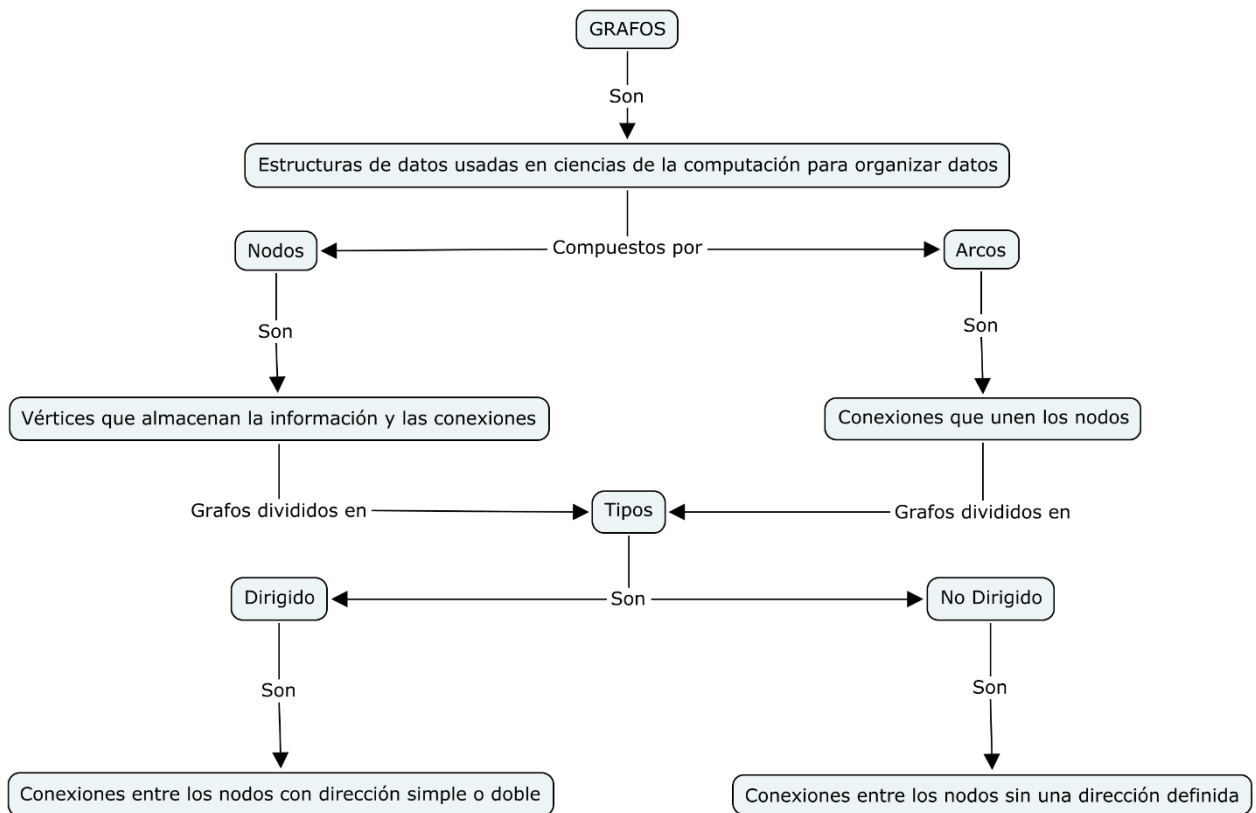 GRAFOS
Son
Estructuras de datos usadas en ciencias de la computación para organizar datos
Nodos
Compuestos por
Arcos
Son
Son
Vértices que almacenan la información y las conexiones
Conexiones que unen los nodos
Grafos divididos en
Tipos
Grafos divididos en
Dirigido
Son
No Dirigido
Son
Son
Conexiones entre los nodos con dirección simple o doble
Conexiones entre los nodos sin una dirección definida